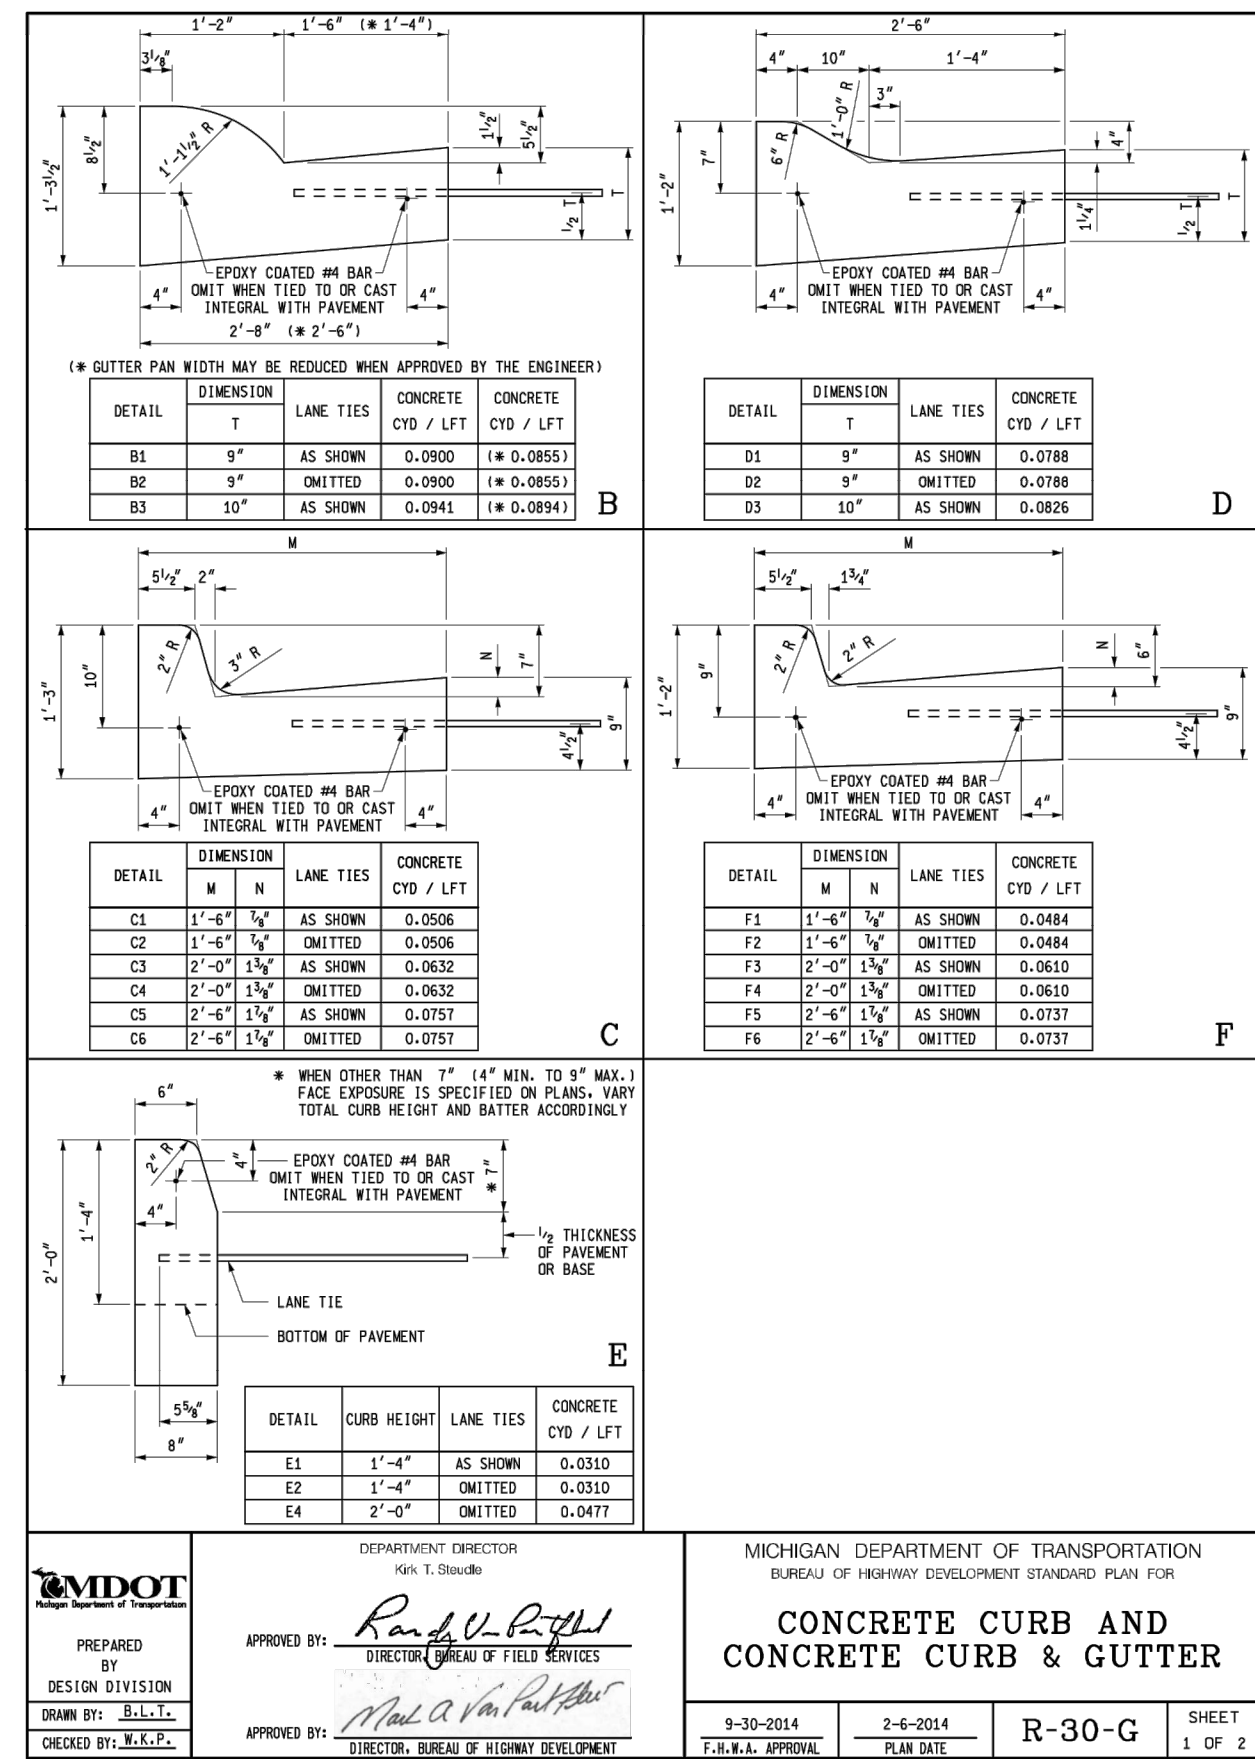 1'-2" 1'-6" (* 1'-4")
3 1/8"
1'-3 1/2"
8 1/2"
1'-1 1/2" R
1 1/2"
5 1/2"
T
1/2 T
EPOXY COATED #4 BAR
OMIT WHEN TIED TO OR CAST
INTEGRAL WITH PAVEMENT
4" 4"
2'-8" (* 2'-6")
(* GUTTER PAN WIDTH MAY BE REDUCED WHEN APPROVED BY THE ENGINEER)
DETAIL DIMENSION LANE TIES CONCRETE CONCRETE
T CYD / LFT CYD / LFT
B1 9" AS SHOWN 0.0900 (* 0.0855)
B2 9" OMITTED 0.0900 (* 0.0855)
B3 10" AS SHOWN 0.0941 (* 0.0894)
B
2'-6"
4" 10" 1'-4"
3"
1'-0" R
6" R
7"
1'-2"
4"
1 1/4"
1/2 T
T
EPOXY COATED #4 BAR
OMIT WHEN TIED TO OR CAST
INTEGRAL WITH PAVEMENT
4" 4"
DETAIL DIMENSION LANE TIES CONCRETE
T CYD / LFT
D1 9" AS SHOWN 0.0788
D2 9" OMITTED 0.0788
D3 10" AS SHOWN 0.0826
D
M
5 1/2" 2"
2" R
3" R
10"
1'-3"
N
7"
4 1/2"
9"
EPOXY COATED #4 BAR
OMIT WHEN TIED TO OR CAST
INTEGRAL WITH PAVEMENT
4" 4"
DETAIL DIMENSION LANE TIES CONCRETE
M N CYD / LFT
C1 1'-6" 7/8" AS SHOWN 0.0506
C2 1'-6" 7/8" OMITTED 0.0506
C3 2'-0" 1 3/8" AS SHOWN 0.0632
C4 2'-0" 1 3/8" OMITTED 0.0632
C5 2'-6" 1 7/8" AS SHOWN 0.0757
C6 2'-6" 1 7/8" OMITTED 0.0757
C
M
5 1/2" 1 3/4"
2" R
2" R
9"
1'-2"
N
6"
4 1/2"
9"
EPOXY COATED #4 BAR
OMIT WHEN TIED TO OR CAST
INTEGRAL WITH PAVEMENT
4" 4"
DETAIL DIMENSION LANE TIES CONCRETE
M N CYD / LFT
F1 1'-6" 7/8" AS SHOWN 0.0484
F2 1'-6" 7/8" OMITTED 0.0484
F3 2'-0" 1 3/8" AS SHOWN 0.0610
F4 2'-0" 1 3/8" OMITTED 0.0610
F5 2'-6" 1 7/8" AS SHOWN 0.0737
F6 2'-6" 1 7/8" OMITTED 0.0737
F
* WHEN OTHER THAN 7" (4" MIN. TO 9" MAX.)
FACE EXPOSURE IS SPECIFIED ON PLANS, VARY
TOTAL CURB HEIGHT AND BATTER ACCORDINGLY
6"
2" R
4"
EPOXY COATED #4 BAR
OMIT WHEN TIED TO OR CAST
INTEGRAL WITH PAVEMENT
* 7"
4"
1'-4"
2'-0"
1/2 THICKNESS
OF PAVEMENT
OR BASE
LANE TIE
BOTTOM OF PAVEMENT
5 5/8"
8"
E
DETAIL CURB HEIGHT LANE TIES CONCRETE
CYD / LFT
E1 1'-4" AS SHOWN 0.0310
E2 1'-4" OMITTED 0.0310
E4 2'-0" OMITTED 0.0477
MDOT
Michigan Department of Transportation
PREPARED
BY
DESIGN DIVISION
DRAWN BY: B.L.T.
CHECKED BY: W.K.P.
DEPARTMENT DIRECTOR
Kirk T. Steudle
APPROVED BY:
DIRECTOR, BUREAU OF FIELD SERVICES
Mark A Van Port Fleet
APPROVED BY:
DIRECTOR, BUREAU OF HIGHWAY DEVELOPMENT
MICHIGAN DEPARTMENT OF TRANSPORTATION
BUREAU OF HIGHWAY DEVELOPMENT STANDARD PLAN FOR
CONCRETE CURB AND
CONCRETE CURB & GUTTER
9-30-2014
F.H.W.A. APPROVAL
2-6-2014
PLAN DATE
R-30-G
SHEET
1 OF 2